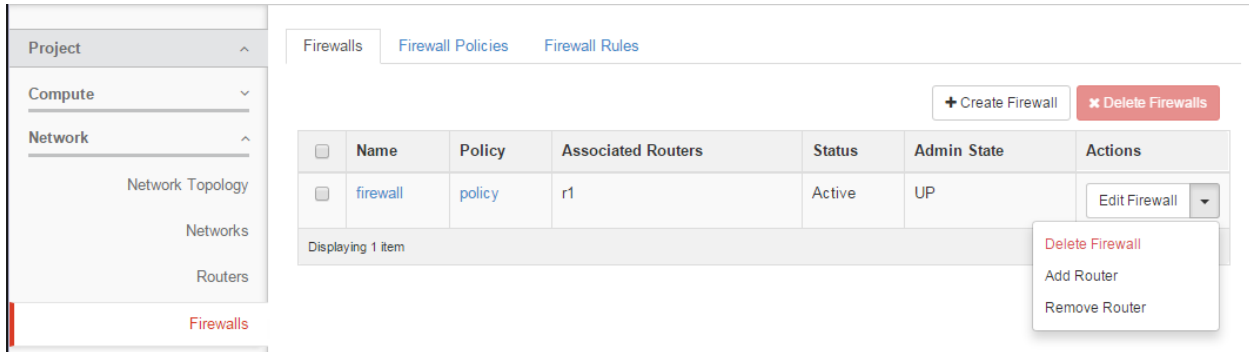 Project
Compute
Network
Network Topology
Networks
Routers
Firewalls
Firewalls Firewall Policies Firewall Rules
+ Create Firewall ✖ Delete Firewalls
Name Policy Associated Routers Status Admin State Actions
firewall policy r1 Active UP Edit Firewall
Displaying 1 item
Delete Firewall
Add Router
Remove Router